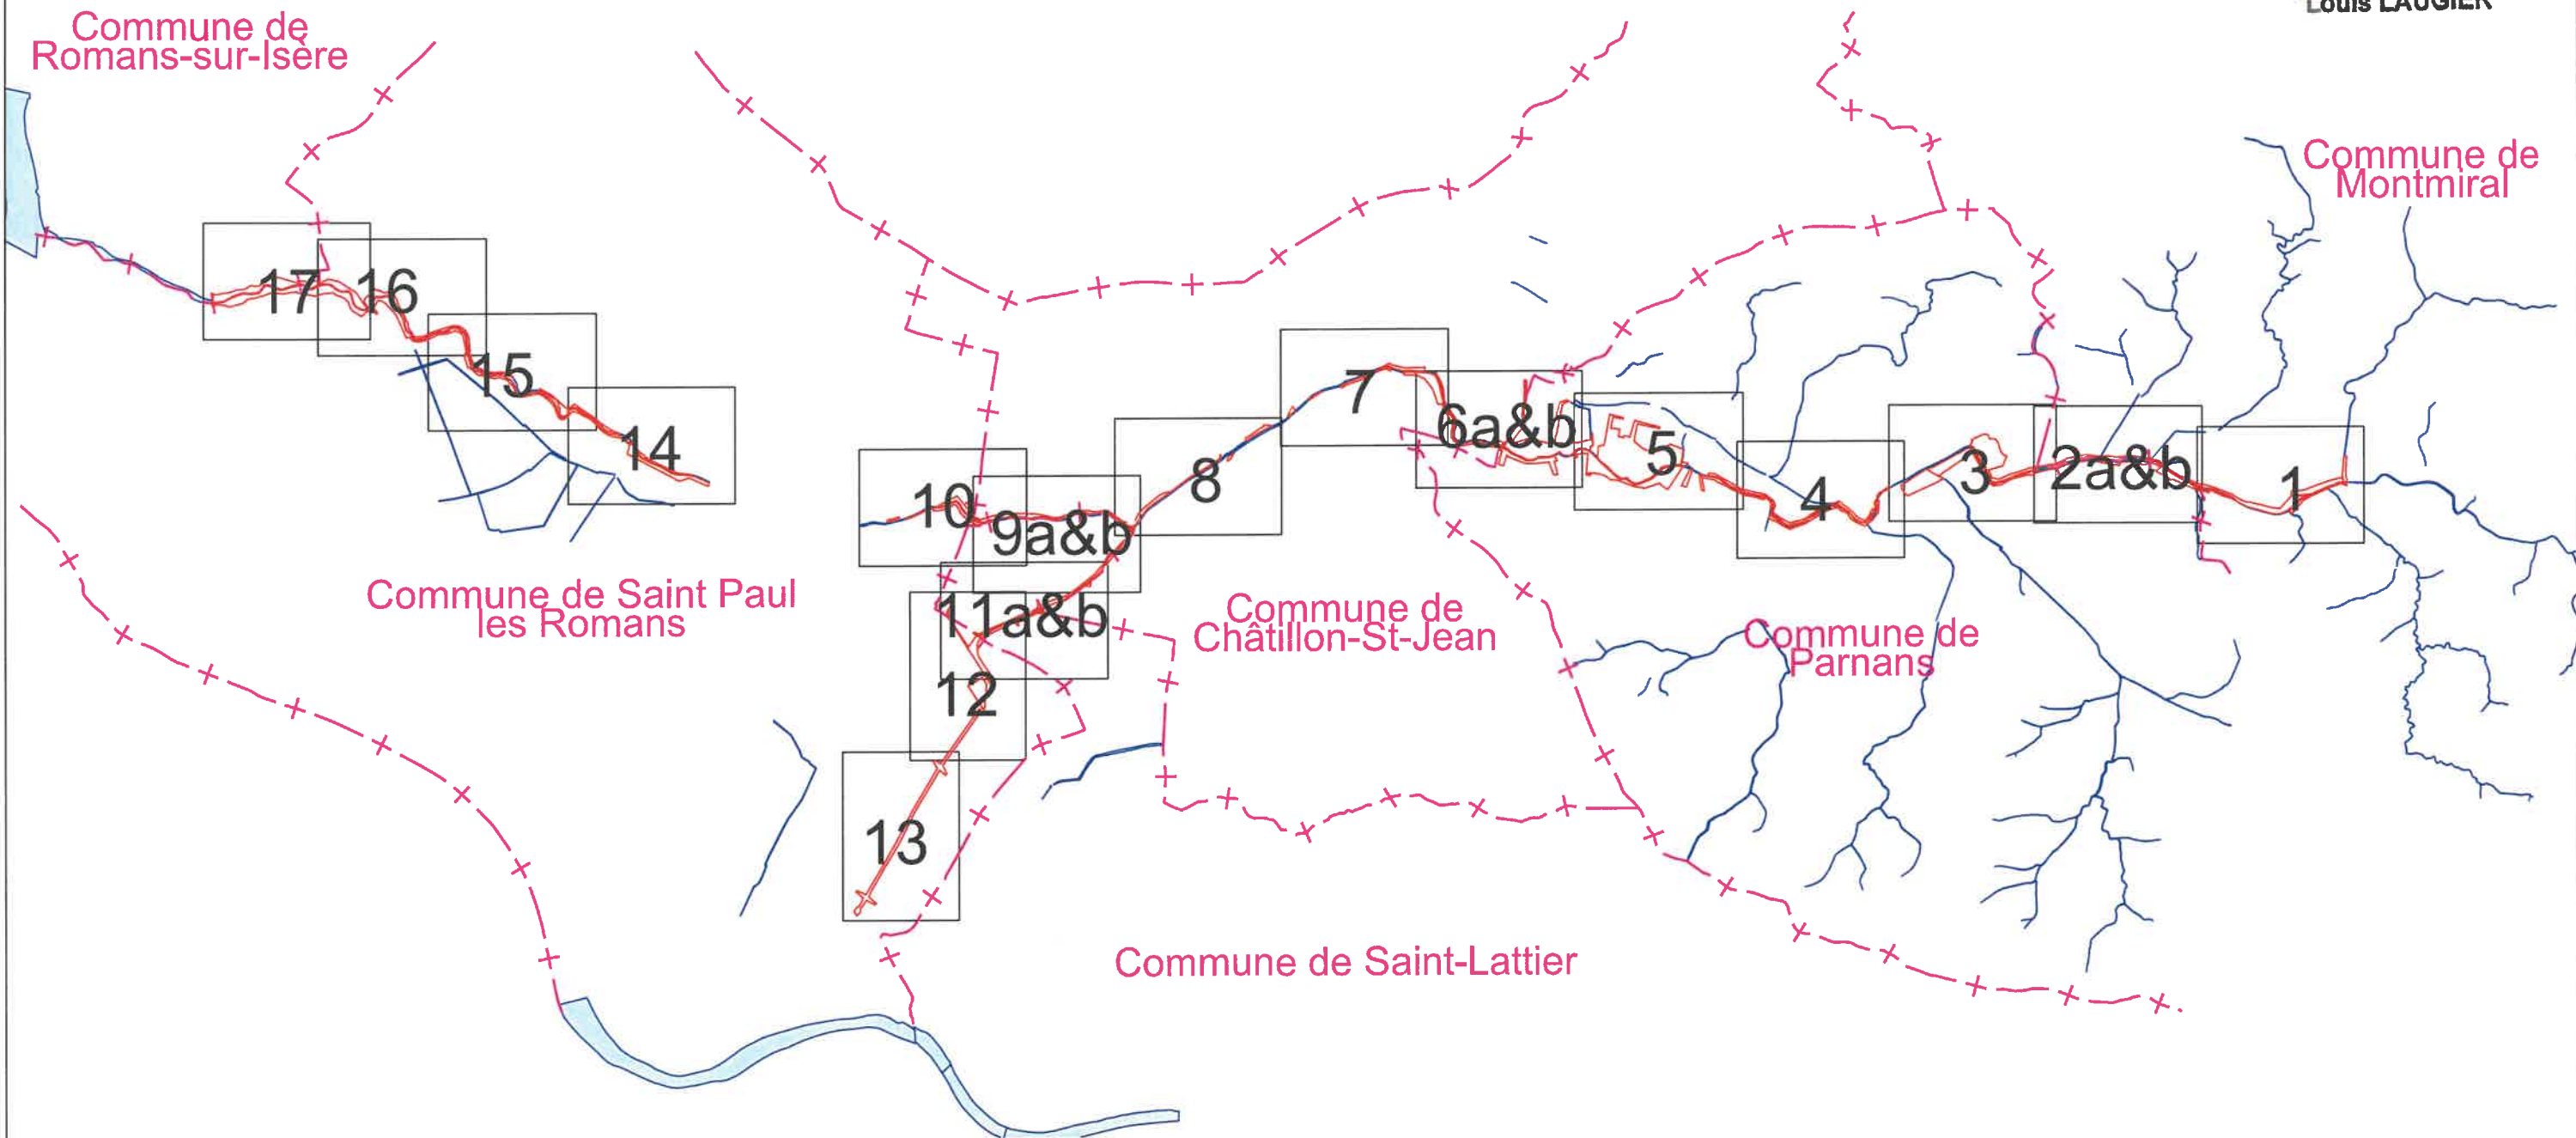 Louis LAUGIER
Commune de
Romans-sur-Isère
Commune de
Montmiral
17
16
15
14
7
6a&b
5
4
3
2a&b
1
10
9a&b
8
11a&b
12
13
Commune de Saint Paul
les Romans
Commune de
Châtillon-St-Jean
Commune de
Parnans
Commune de Saint-Lattier